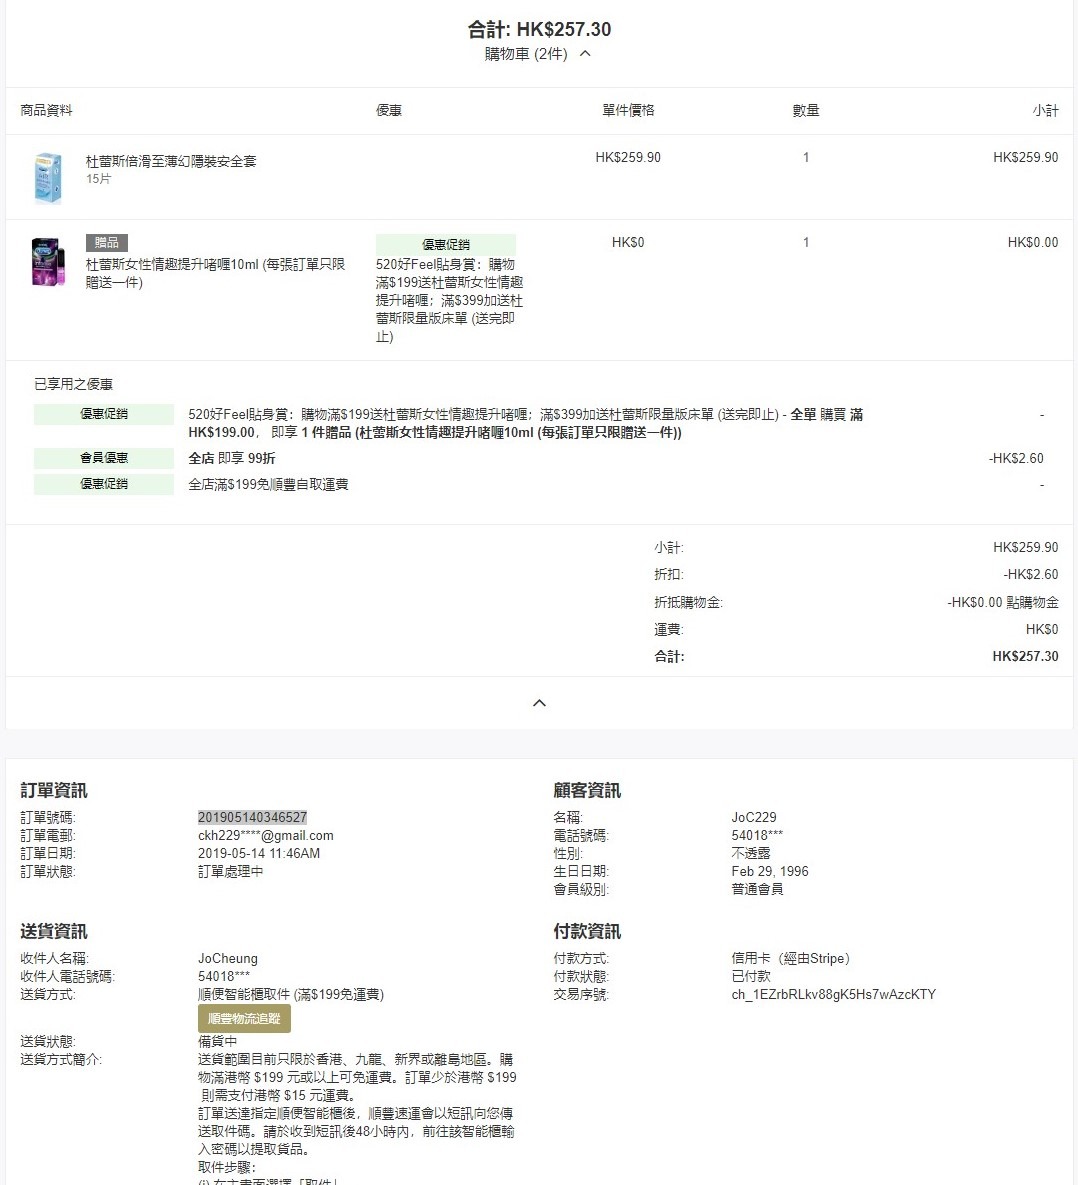 合計: HK$257.30
購物車 (2件)
商品資料 優惠 單件價格 數量 小計
杜蕾斯倍滑至薄幻隱裝安全套 HK$259.90 1 HK$259.90
15片
贈品 優惠促銷 HK$0 1 HK$0.00
杜蕾斯女性情趣提升啫喱10ml (每張訂單只限
贈送一件)
520好Feel貼身賞：購物
滿$199送杜蕾斯女性情趣
提升啫喱；滿$399加送杜
蕾斯限量版床單 (送完即
止)
已享用之優惠
優惠促銷 520好Feel貼身賞：購物滿$199送杜蕾斯女性情趣提升啫喱；滿$399加送杜蕾斯限量版床單 (送完即止) - 全單 購買 滿 -
HK$199.00， 即享 1 件贈品 (杜蕾斯女性情趣提升啫喱10ml (每張訂單只限贈送一件))
會員優惠 全店 即享 99折 -HK$2.60
優惠促銷 全店滿$199免順豐自取運費 -
小計: HK$259.90
折扣: -HK$2.60
折抵購物金: -HK$0.00 點購物金
運費: HK$0
合計: HK$257.30
訂單資訊
訂單號碼: 201905140346527
訂單電郵: ckh229****@gmail.com
訂單日期: 2019-05-14 11:46AM
訂單狀態: 訂單處理中
顧客資訊
名稱: JoC229
電話號碼: 54018***
性別: 不透露
生日日期: Feb 29, 1996
會員級別: 普通會員
送貨資訊
收件人名稱: JoCheung
收件人電話號碼: 54018***
送貨方式: 順便智能櫃取件 (滿$199免運費)
順豐物流追蹤
送貨狀態: 備貨中
送貨方式簡介: 送貨範圍目前只限於香港、九龍、新界或離島地區。購
物滿港幣 $199 元或以上可免運費。訂單少於港幣 $199
則需支付港幣 $15 元運費。
訂單送達指定順便智能櫃後，順豐速運會以短訊向您傳
送取件碼。請於收到短訊後48小時內，前往該智能櫃輸
入密碼以提取貨品。
取件步驟：
(i) 在主畫面選擇「取件」
付款資訊
付款方式: 信用卡（經由Stripe）
付款狀態: 已付款
交易序號: ch_1EZrbRLkv88gK5Hs7wAzcKTY